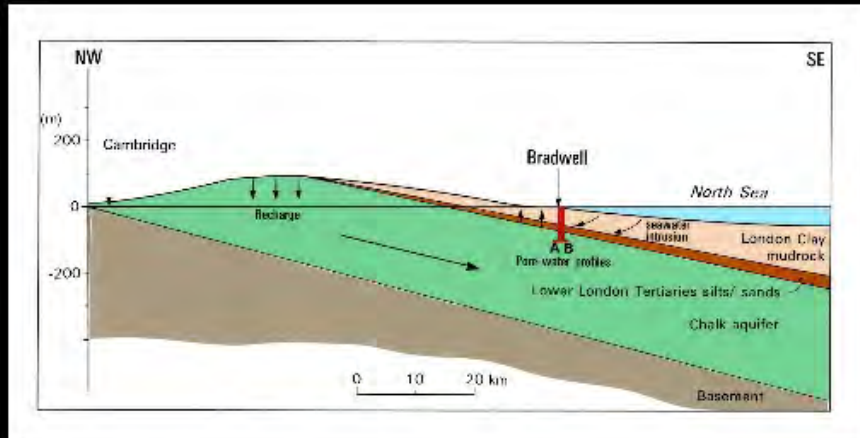 NW
SE
(m)
200
Cambridge
Bradwell
North Sea
0
Recharge
seawater
intrusion
A B
London Clay
mudrock
Pore-water profiles
-200
Lower London Tertiaries silts/ sands
Chalk aquifer
0 10 20 km
Basement